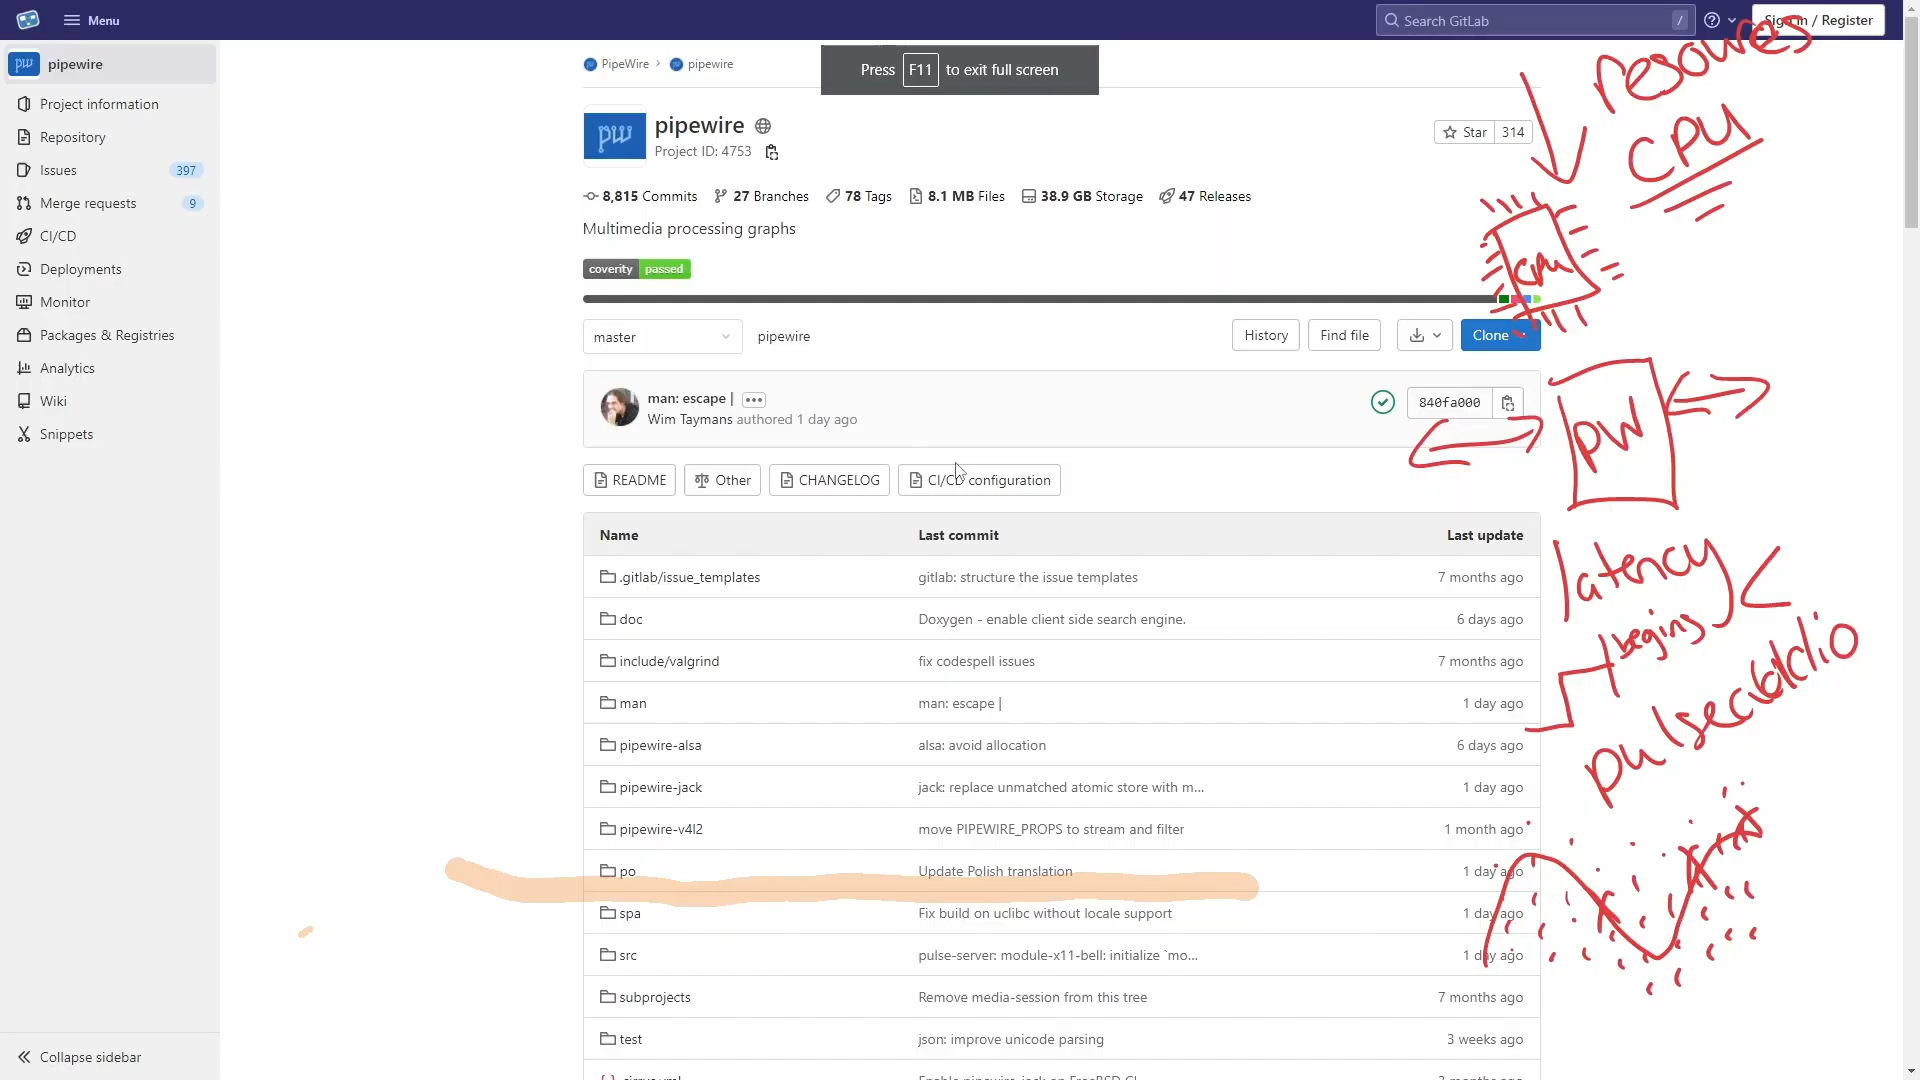 Menu
Search GitLab
/
Sign in / Register
pw pipewire
Project information
Repository
Issues 397
Merge requests 9
CI/CD
Deployments
Monitor
Packages & Registries
Analytics
Wiki
Snippets
Collapse sidebar
PipeWire › pipewire
Press F11 to exit full screen
pw
pipewire
Project ID: 4753
Star 314
8,815 Commits 27 Branches 78 Tags 8.1 MB Files 38.9 GB Storage 47 Releases
Multimedia processing graphs
coverity passed
master
pipewire
History
Find file
Clone
man: escape | •••
Wim Taymans authored 1 day ago
840fa000
README
Other
CHANGELOG
CI/CD configuration
Name Last commit Last update
.gitlab/issue_templates gitlab: structure the issue templates 7 months ago
doc Doxygen - enable client side search engine. 6 days ago
include/valgrind fix codespell issues 7 months ago
man man: escape | 1 day ago
pipewire-alsa alsa: avoid allocation 6 days ago
pipewire-jack jack: replace unmatched atomic store with m... 1 day ago
pipewire-v4l2 move PIPEWIRE_PROPS to stream and filter 1 month ago
po Update Polish translation 1 day ago
spa Fix build on uclibc without locale support 1 day ago
src pulse-server: module-x11-bell: initialize `mo... 1 day ago
subprojects Remove media-session from this tree 7 months ago
test json: improve unicode parsing 3 weeks ago
resources
CPU
cpu
pw
latency <
begins